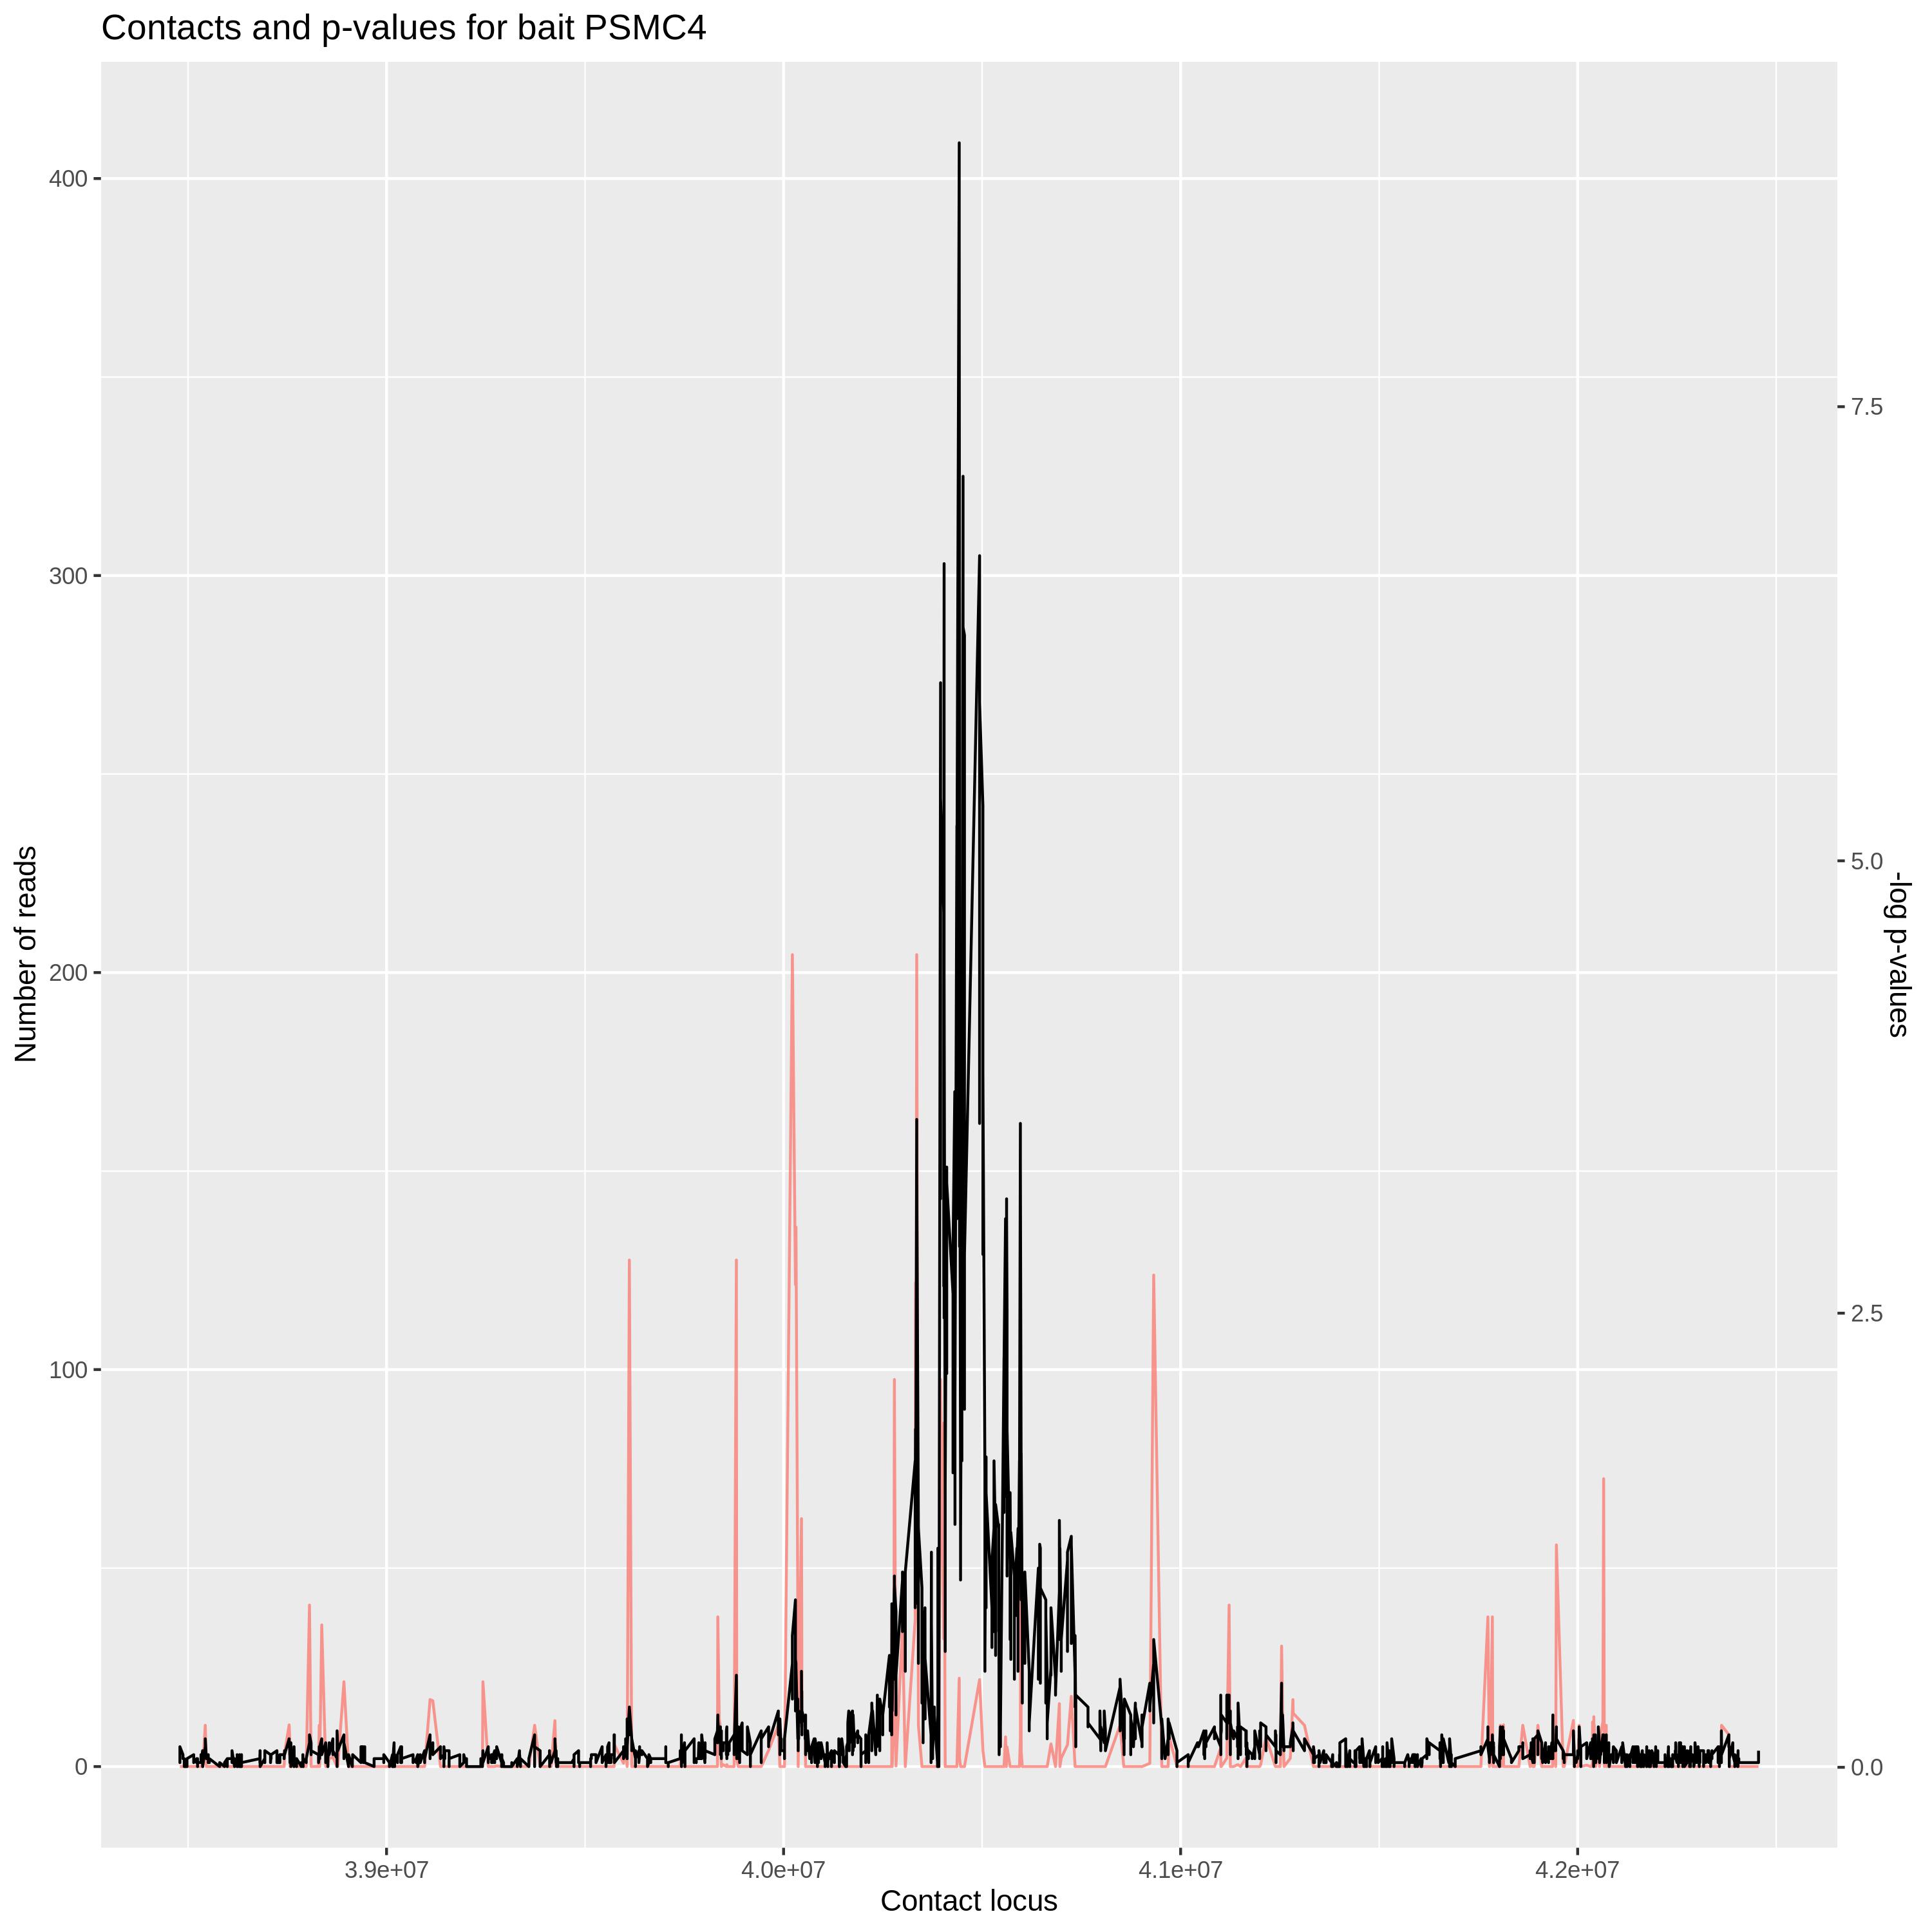 Contacts and p-values for bait PSMC4
400
300
200
100
0
Number of reads
7.5
5.0
2.5
0.0
-log p-values
3.9e+07
4.0e+07
4.1e+07
4.2e+07
Contact locus